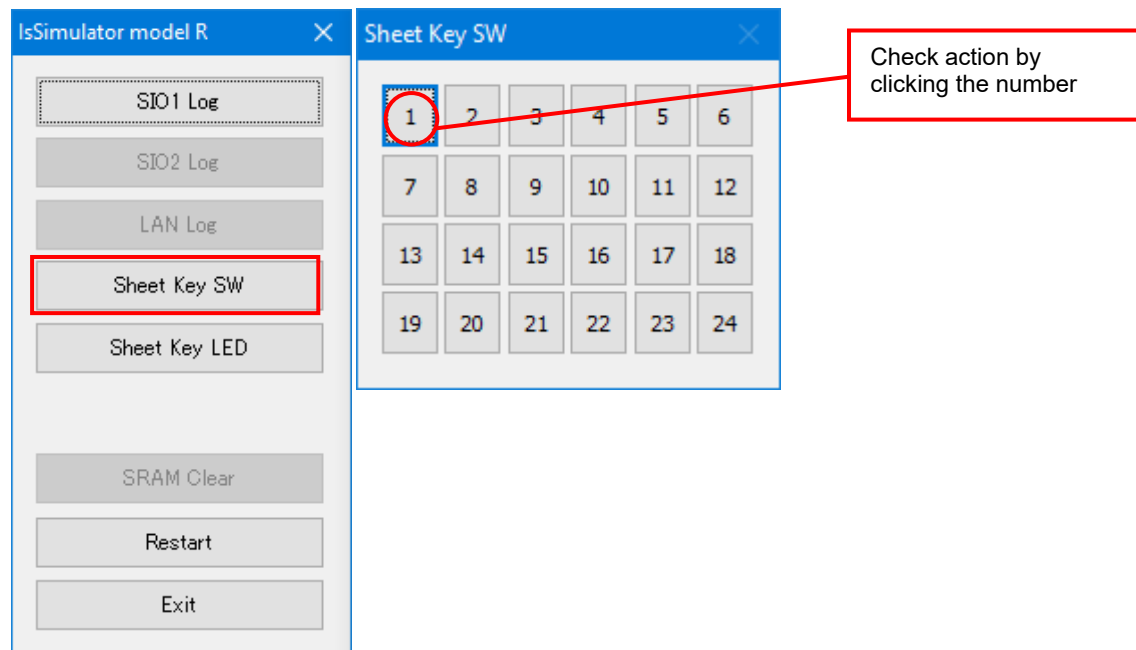 IsSimulator model R
SIO1 Log
SIO2 Log
LAN Log
Sheet Key SW
Sheet Key LED
SRAM Clear
Restart
Exit
Sheet Key SW
1 2 3 4 5 6
7 8 9 10 11 12
13 14 15 16 17 18
19 20 21 22 23 24
Check action by
clicking the number